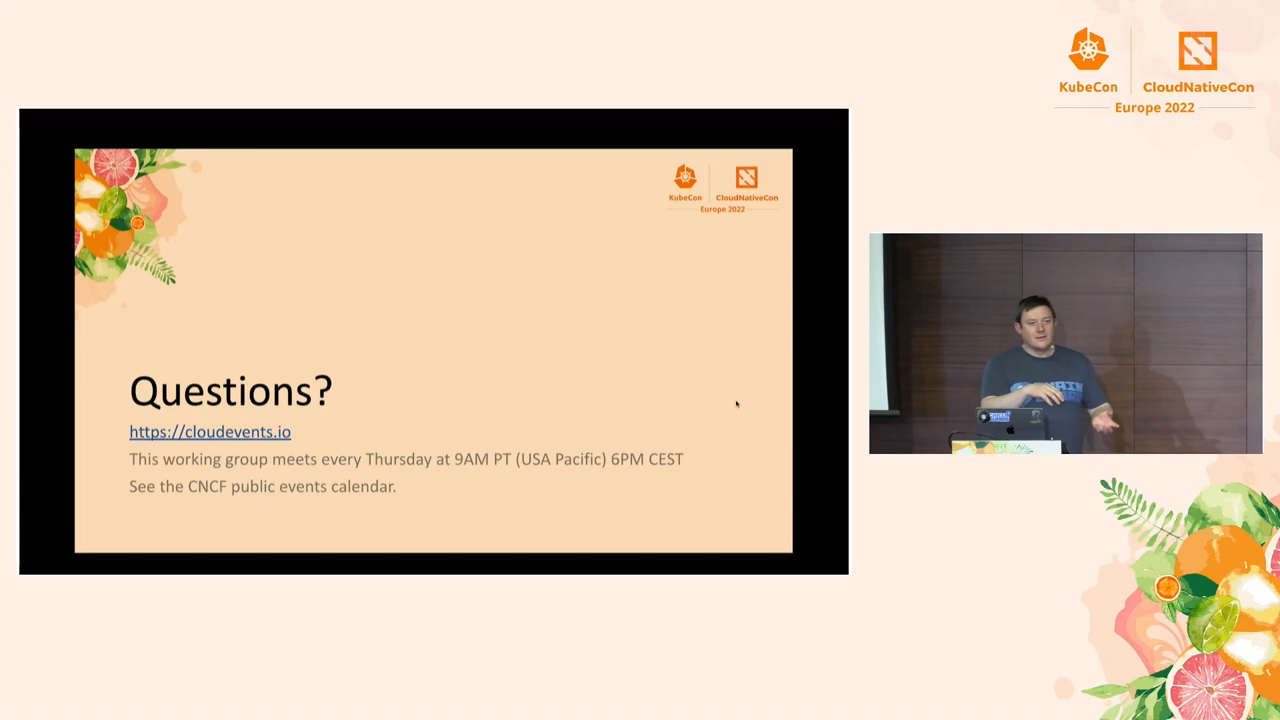 KubeCon
CloudNativeCon
Europe 2022
KubeCon
CloudNativeCon
Europe 2022
Questions?
https://cloudevents.io
This working group meets every Thursday at 9AM PT (USA Pacific) 6PM CEST
See the CNCF public events calendar.